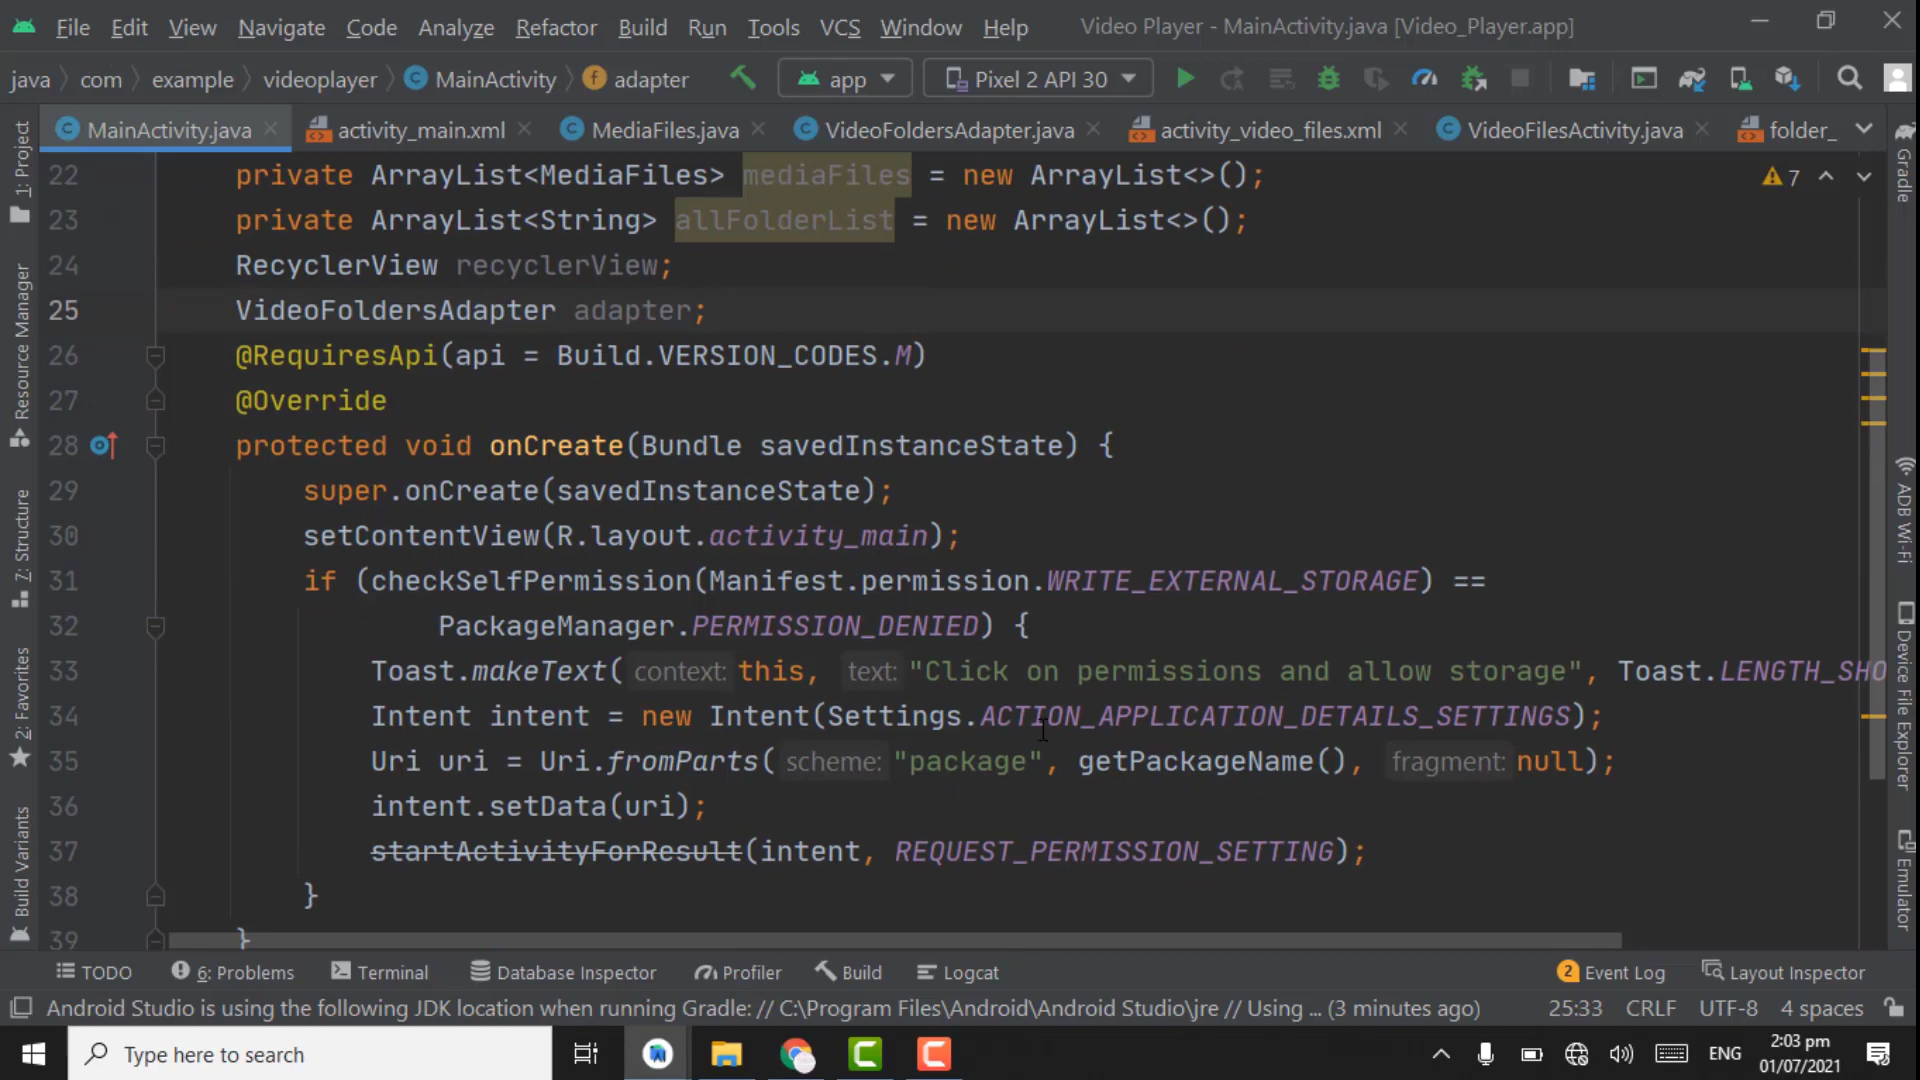 File Edit View Navigate Code Analyze Refactor Build Run Tools VCS Window Help Video Player - MainActivity.java [Video_Player.app]
java com example videoplayer MainActivity adapter app Pixel 2 API 30
MainActivity.java activity_main.xml MediaFiles.java VideoFoldersAdapter.java activity_video_files.xml VideoFilesActivity.java folder_
22 private ArrayList<MediaFiles> mediaFiles = new ArrayList<>(); 7
23 private ArrayList<String> allFolderList = new ArrayList<>();
24 RecyclerView recyclerView;
25 VideoFoldersAdapter adapter;
26 @RequiresApi(api = Build.VERSION_CODES.M)
27 @Override
28 protected void onCreate(Bundle savedInstanceState) {
29 super.onCreate(savedInstanceState);
30 setContentView(R.layout.activity_main);
31 if (checkSelfPermission(Manifest.permission.WRITE_EXTERNAL_STORAGE) ==
32 PackageManager.PERMISSION_DENIED) {
33 Toast.makeText( context: this, text: "Click on permissions and allow storage", Toast.LENGTH_SHO
34 Intent intent = new Intent(Settings.ACTION_APPLICATION_DETAILS_SETTINGS);
35 Uri uri = Uri.fromParts( scheme: "package", getPackageName(), fragment: null);
36 intent.setData(uri);
37 startActivityForResult(intent, REQUEST_PERMISSION_SETTING);
38 }
39 }
1: Project
Resource Manager
7: Structure
2: Favorites
Build Variants
Gradle
ADB Wi-Fi
Device File Explorer
Emulator
TODO 6: Problems Terminal Database Inspector Profiler Build Logcat 2 Event Log Layout Inspector
Android Studio is using the following JDK location when running Gradle: // C:\Program Files\Android\Android Studio\jre // Using ... (3 minutes ago) 25:33 CRLF UTF-8 4 spaces
Type here to search ENG 2:03 pm
01/07/2021